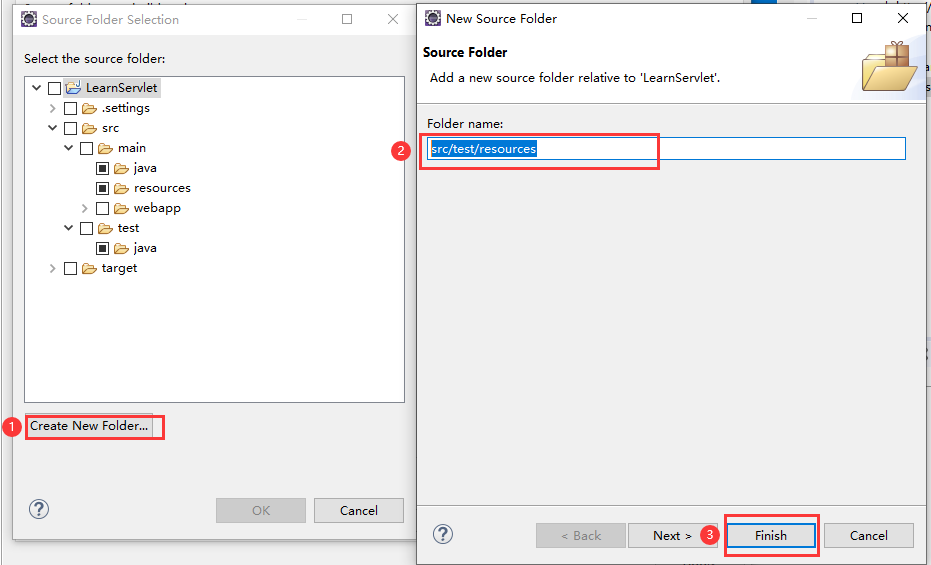 Source Folder Selection
Select the source folder:
LearnServlet
.settings
src
main
java
resources
webapp
test
java
target
1
Create New Folder...
?
OK
Cancel
New Source Folder
Source Folder
Add a new source folder relative to 'LearnServlet'.
Folder name:
2
src/test/resources
?
< Back
Next >
3
Finish
Cancel